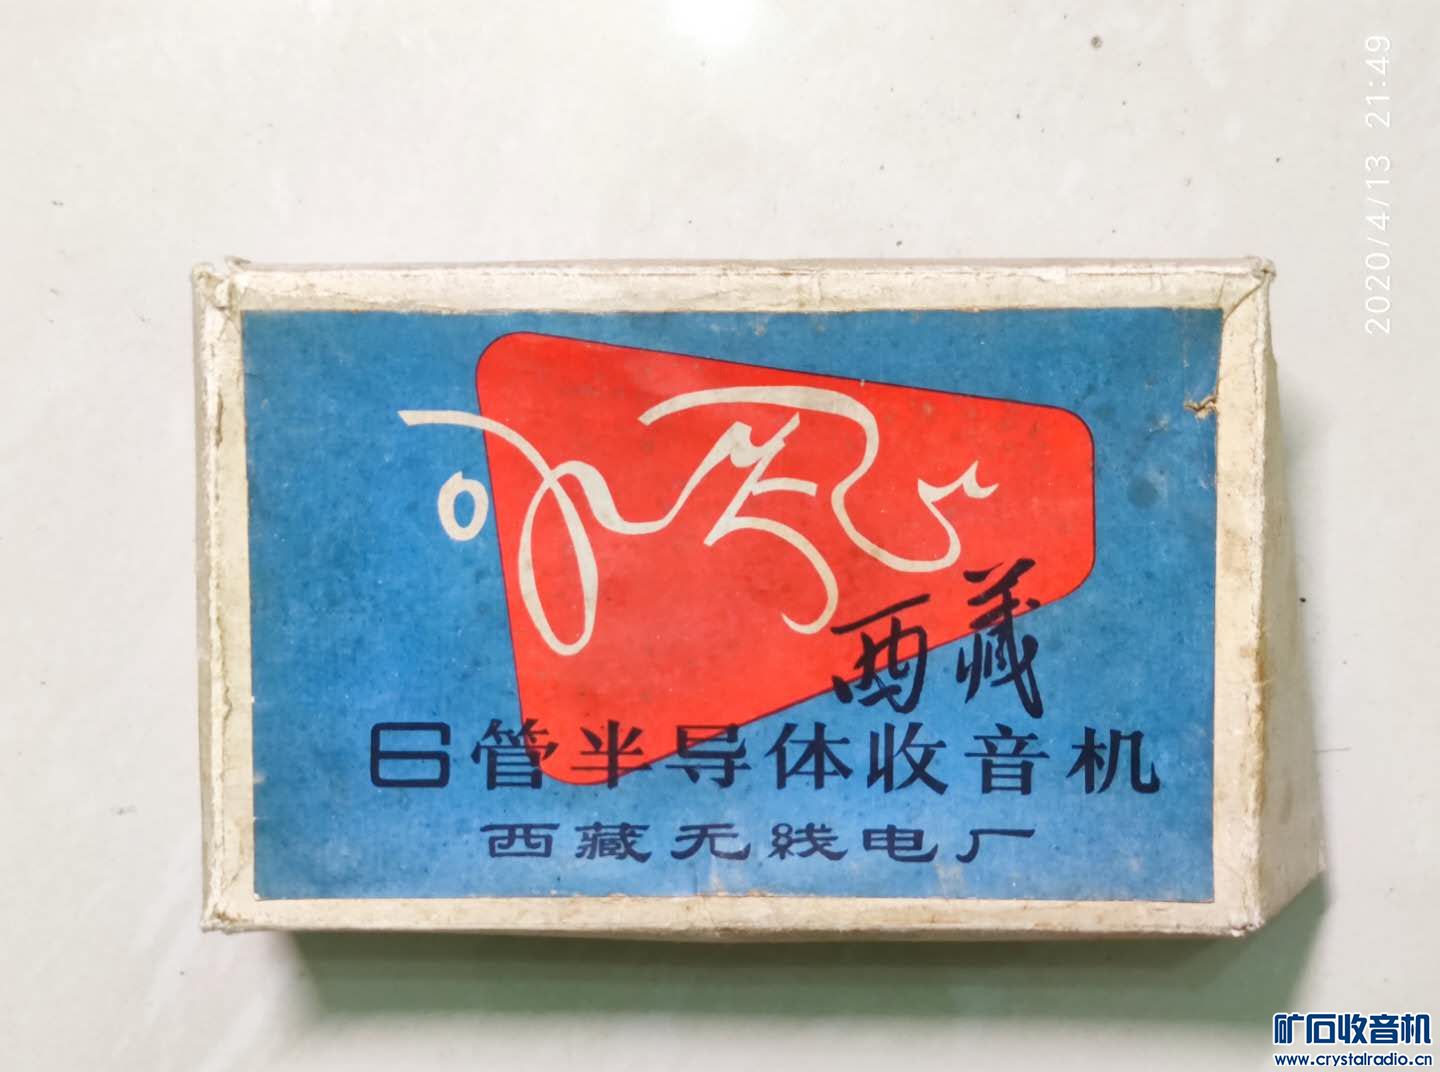 2020/4/13 21:49
西藏
6管半导体收音机
西藏无线电厂
矿石收音机
www.crystalradio.cn